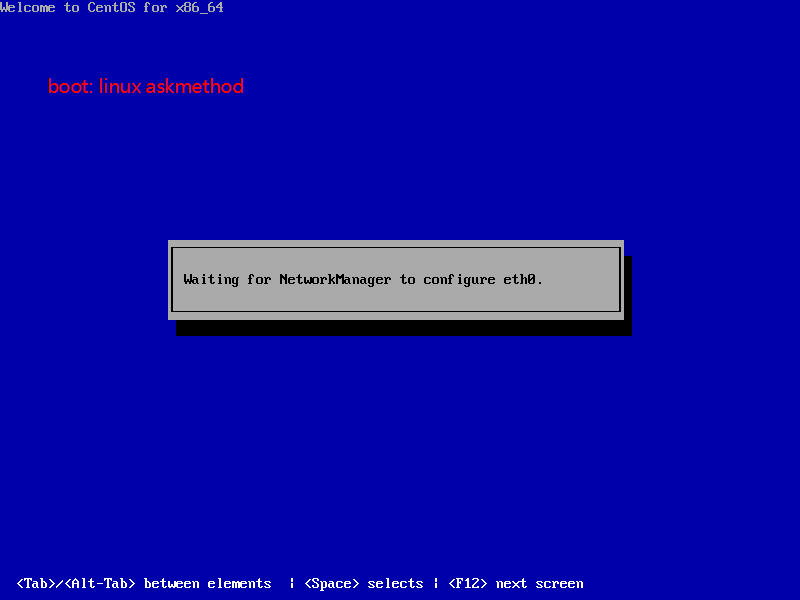 Welcome to CentOS for x86_64
boot: linux askmethod
Waiting for NetworkManager to configure eth0.
<Tab>/<Alt-Tab> between elements | <Space> selects | <F12> next screen